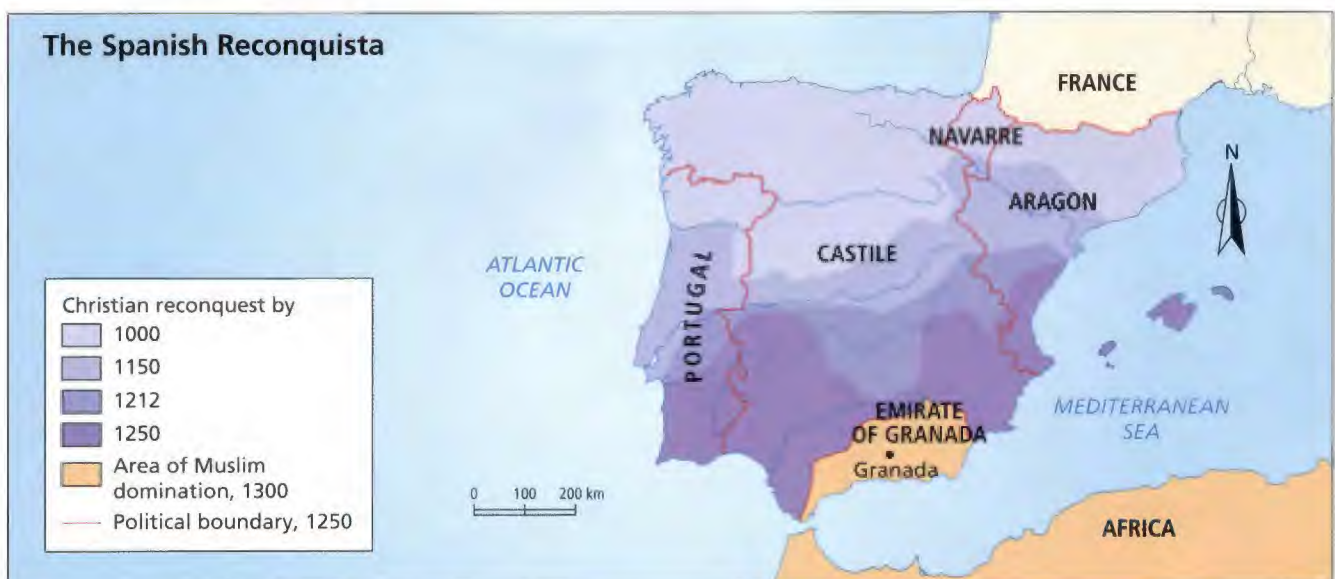 The Spanish Reconquista
FRANCE
NAVARRE
N
ARAGON
ATLANTIC
OCEAN
CASTILE
PORTUGAL
Christian reconquest by
1000
1150
1212
1250
Area of Muslim
domination, 1300
Political boundary, 1250
0 100 200 km
EMIRATE
OF GRANADA
Granada
MEDITERRANEAN
SEA
AFRICA